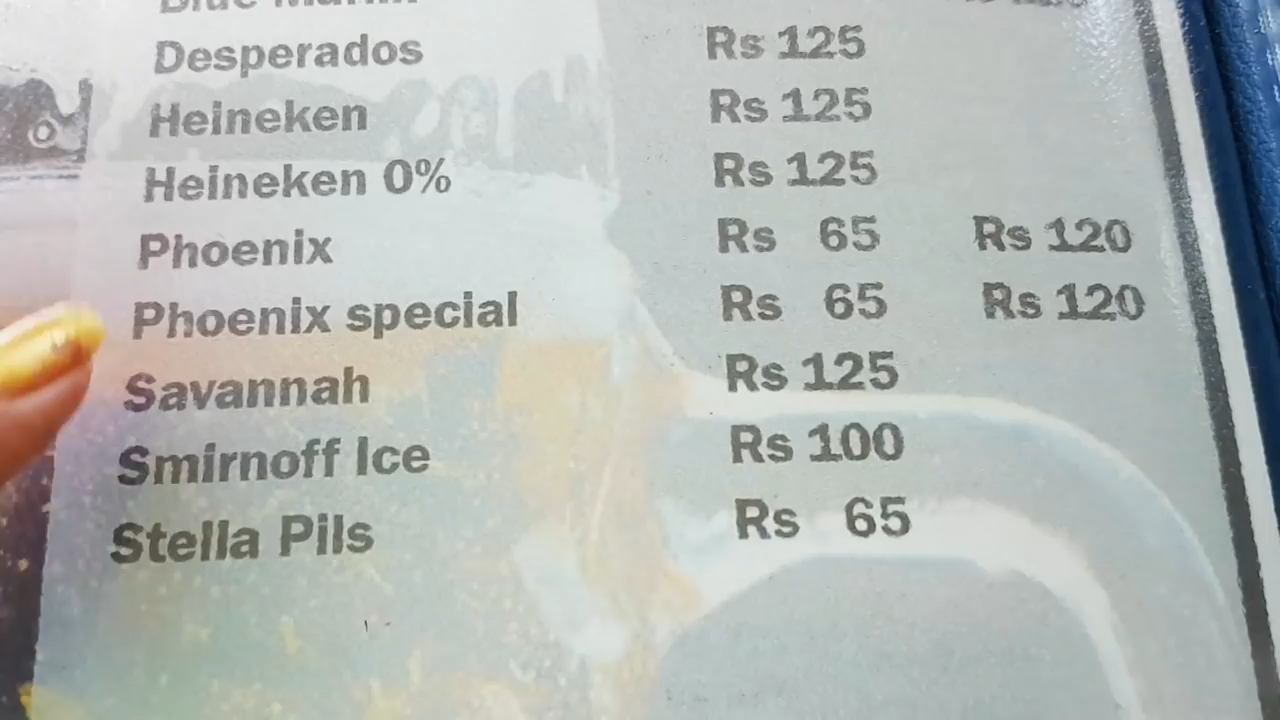 Desperados Rs 125
Heineken Rs 125
Heineken 0% Rs 125
Phoenix Rs 65 Rs 120
Phoenix special Rs 65 Rs 120
Savannah Rs 125
Smirnoff Ice Rs 100
Stella Pils Rs 65